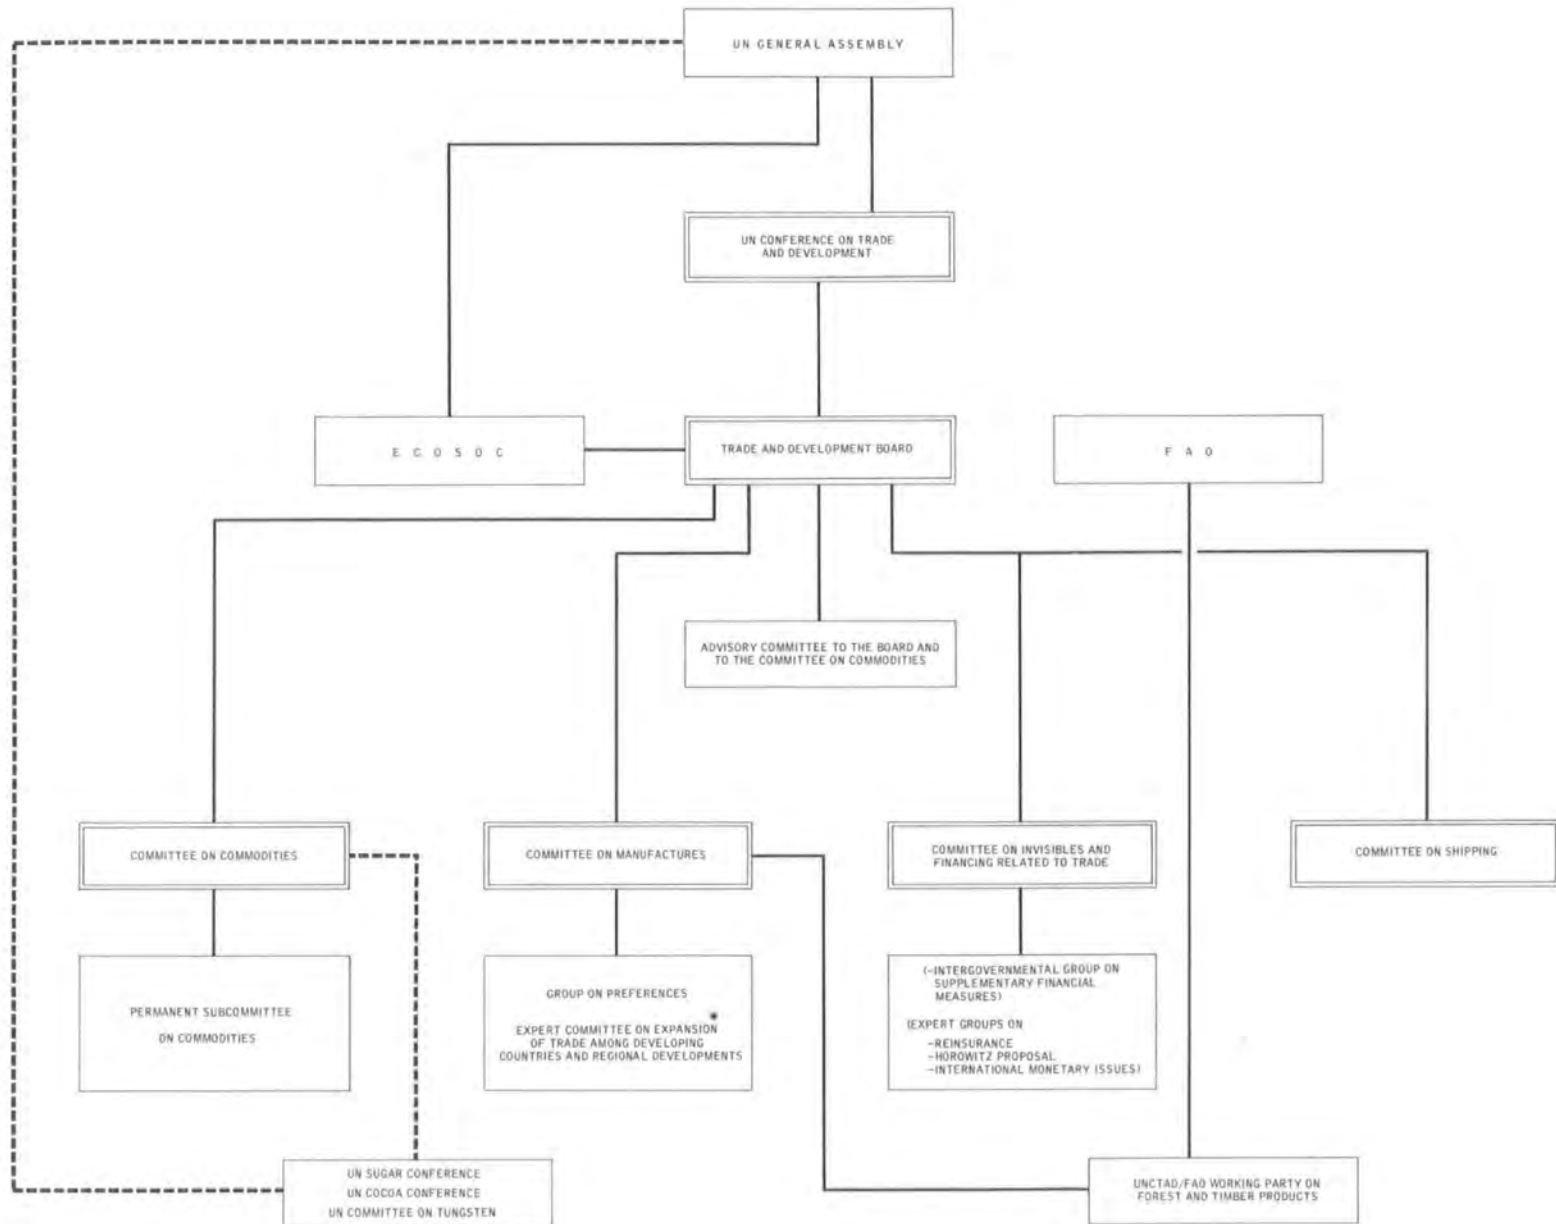 UN GENERAL ASSEMBLY
UN CONFERENCE ON TRADE
AND DEVELOPMENT
E C O S O C
TRADE AND DEVELOPMENT BOARD
F A O
ADVISORY COMMITTEE TO THE BOARD AND
TO THE COMMITTEE ON COMMODITIES
COMMITTEE ON COMMODITIES
COMMITTEE ON MANUFACTURES
COMMITTEE ON INVISIBLES AND
FINANCING RELATED TO TRADE
COMMITTEE ON SHIPPING
PERMANENT SUBCOMMITTEE
ON COMMODITIES
GROUP ON PREFERENCES
*
EXPERT COMMITTEE ON EXPANSION
OF TRADE AMONG DEVELOPING
COUNTRIES AND REGIONAL DEVELOPMENTS
(-INTERGOVERNMENTAL GROUP ON
SUPPLEMENTARY FINANCIAL
MEASURES)
(EXPERT GROUPS ON
-REINSURANCE
-HOROWITZ PROPOSAL
-INTERNATIONAL MONETARY ISSUES)
UN SUGAR CONFERENCE
UN COCOA CONFERENCE
UN COMMITTEE ON TUNGSTEN
UNCTAD/FAO WORKING PARTY ON
FOREST AND TIMBER PRODUCTS